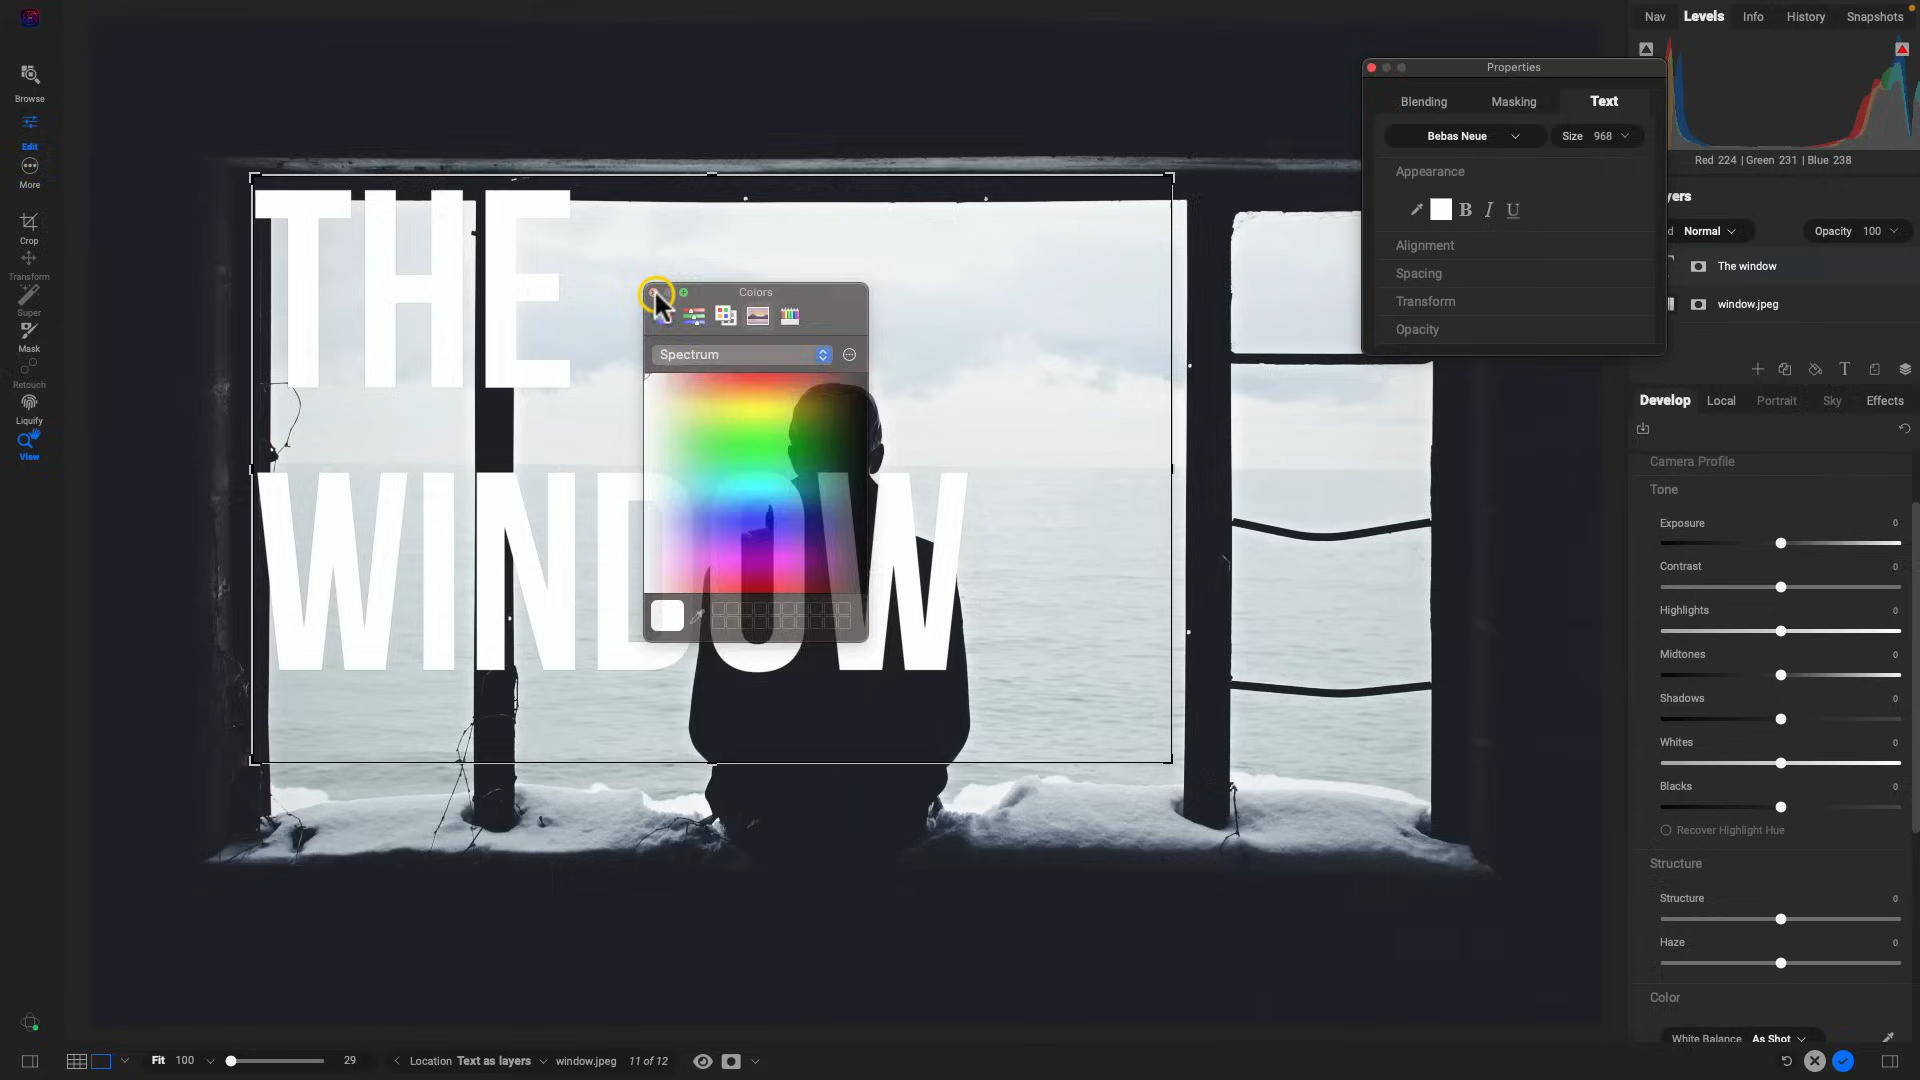 Browse
Edit
More
Crop
Transform
Super
Mask
Retouch
Liquify
View
THE
WINDOW
Colors
Spectrum
Properties
Blending Masking Text
Bebas Neue Size 968
Appearance
B I U
Alignment
Spacing
Transform
Opacity
Nav Levels Info History Snapshots
Red 224 | Green 231 | Blue 238
yers
d Normal Opacity 100
The window
window.jpeg
Develop Local Portrait Sky Effects
Camera Profile
Tone
Exposure 0
Contrast 0
Highlights 0
Midtones 0
Shadows 0
Whites 0
Blacks 0
Recover Highlight Hue
Structure
Structure 0
Haze 0
Color
White Balance As Shot
Fit 100 29 Location Text as layers window.jpeg 11 of 12